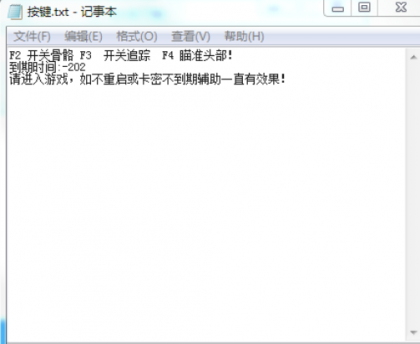 按键.txt - 记事本
文件(F) 编辑(E) 格式(O) 查看(V) 帮助(H)
F2 开关骨骼 F3  开关追踪  F4 瞄准头部!
到期时间:-202
请进入游戏，如不重启或卡密不到期辅助一直有效果!